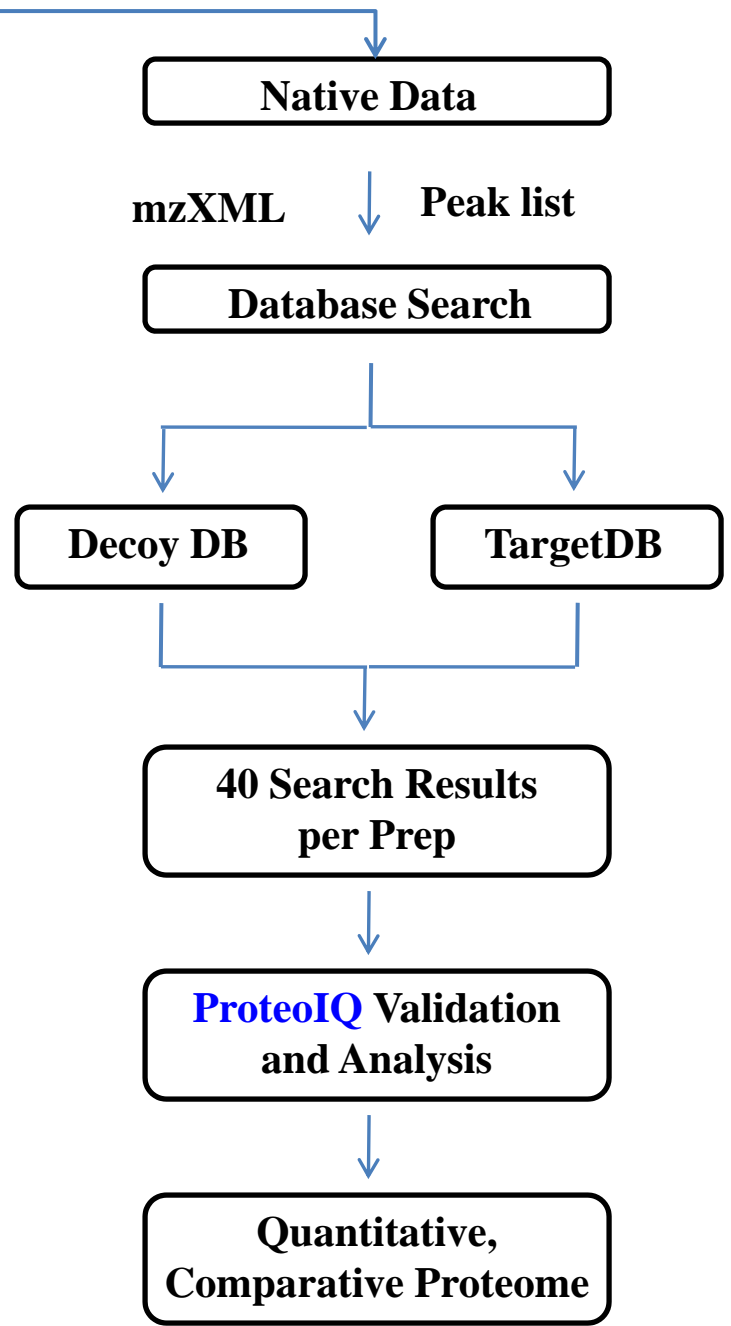 Native Data
mzXML
Peak list
Database Search
Decoy DB
TargetDB
40 Search Results
per Prep
ProteoIQ Validation
and Analysis
Quantitative,
Comparative Proteome